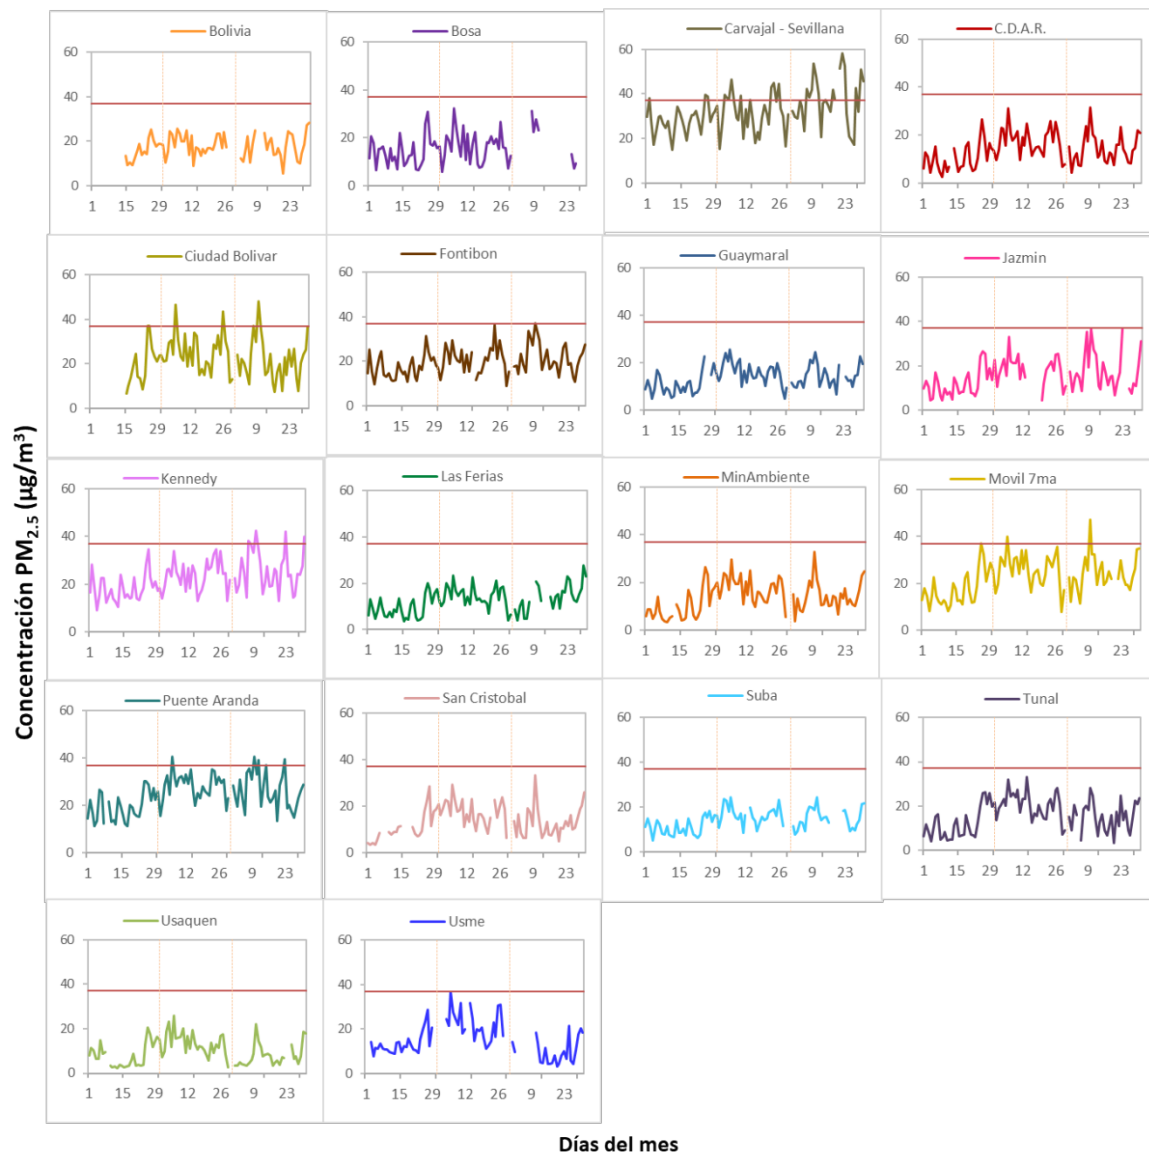 Bolivia
60
40
20
0
1 15 29 12 26 9 23
Bosa
60
40
20
0
1 15 29 12 26 9 23
Carvajal - Sevillana
60
40
20
0
1 15 29 12 26 9 23
C.D.A.R.
60
40
20
0
1 15 29 12 26 9 23
Ciudad Bolivar
60
40
20
0
1 15 29 12 26 9 23
Fontibon
60
40
20
0
1 15 29 12 26 9 23
Guaymaral
60
40
20
0
1 15 29 12 26 9 23
Jazmin
60
40
20
0
1 15 29 12 26 9 23
Concentración PM2.5 (µg/m³)
Kennedy
60
40
20
0
1 15 29 12 26 9 23
Las Ferias
60
40
20
0
1 15 29 12 26 9 23
MinAmbiente
60
40
20
0
1 15 29 12 26 9 23
Movil 7ma
60
40
20
0
1 15 29 12 26 9 23
Puente Aranda
60
40
20
0
1 15 29 12 26 9 23
San Cristobal
60
40
20
0
1 15 29 12 26 9 23
Suba
60
40
20
0
1 15 29 12 26 9 23
Tunal
60
40
20
0
1 15 29 12 26 9 23
Usaquen
60
40
20
0
1 15 29 12 26 9 23
Usme
60
40
20
0
1 15 29 12 26 9 23
Días del mes